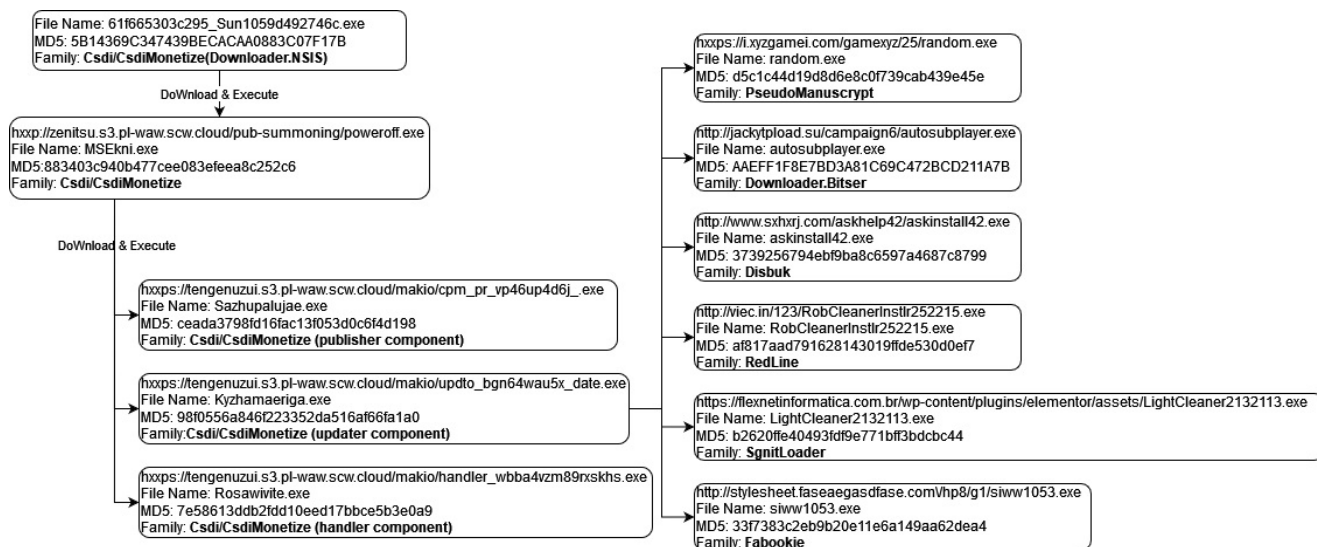 File Name: 61f665303c295_Sun1059d492746c.exe
MD5: 5B14369C347439BECACAA0883C07F17B
Family: Csdi/CsdiMonetize(Downloader.NSIS)
DoWnload & Execute
hxxp://zenitsu.s3.pl-waw.scw.cloud/pub-summoning/poweroff.exe
File Name: MSEkni.exe
MD5:883403c940b477cee083efeea8c252c6
Family: Csdi/CsdiMonetize
DoWnload & Execute
hxxps://tengenuzui.s3.pl-waw.scw.cloud/makio/cpm_pr_vp46up4d6j_.exe
File Name: Sazhupalujae.exe
MD5: ceada3798fd16fac13f053d0c6f4d198
Family: Csdi/CsdiMonetize (publisher component)
hxxps://tengenuzui.s3.pl-waw.scw.cloud/makio/updto_bgn64wau5x_date.exe
File Name: Kyzhamaeriga.exe
MD5: 98f0556a846f223352da516af66fa1a0
Family:Csdi/CsdiMonetize (updater component)
hxxps://tengenuzui.s3.pl-waw.scw.cloud/makio/handler_wbba4vzm89rxskhs.exe
File Name: Rosawivite.exe
MD5: 7e58613ddb2fdd10eed17bbce5b3e0a9
Family: Csdi/CsdiMonetize (handler component)
hxxps://i.xyzgamei.com/gamexyz/25/random.exe
File Name: random.exe
MD5: d5c1c44d19d8d6e8c0f739cab439e45e
Family: PseudoManuscrypt
http://jackytpload.su/campaign6/autosubplayer.exe
File Name: autosubplayer.exe
MD5: AAEFF1F8E7BD3A81C69C472BCD211A7B
Family: Downloader.Bitser
http://www.sxhxrj.com/askhelp42/askinstall42.exe
File Name: askinstall42.exe
MD5: 3739256794ebf9ba8c6597a4687c8799
Family: Disbuk
http://viec.in/123/RobCleanerInstlr252215.exe
File Name: RobCleanerInstlr252215.exe
MD5: af817aad791628143019ffde530d0ef7
Family: RedLine
https://flexnetinformatica.com.br/wp-content/plugins/elementor/assets/LightCleaner2132113.exe
File Name: LightCleaner2132113.exe
MD5: b2620ffe40493fdf9e771bff3bdcbc44
Family: SgnitLoader
http://stylesheet.faseaegasdfase.com\/hp8/g1/siww1053.exe
File Name: siww1053.exe
MD5: 33f7383c2eb9b20e11e6a149aa62dea4
Family: Fabookie